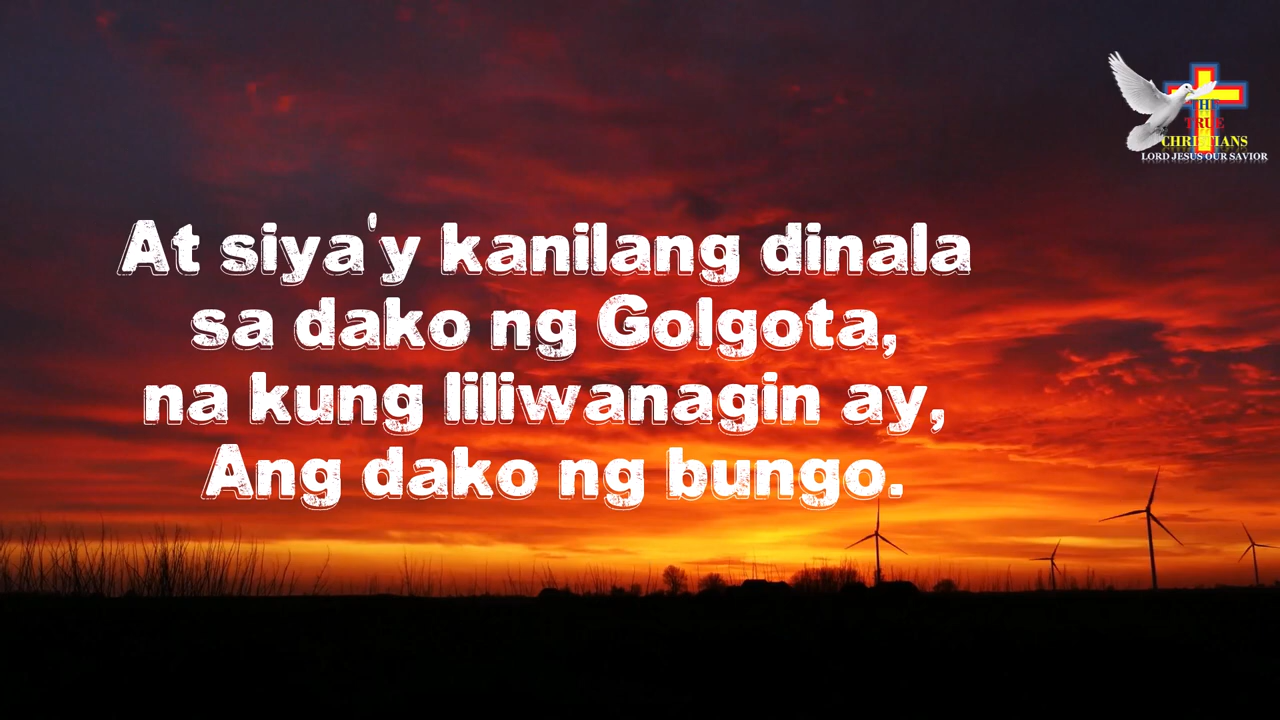 THE
TRUE
CHRISTIANS
LORD JESUS OUR SAVIOR
At siya'y kanilang dinala
sa dako ng Golgota,
na kung liliwanagin ay,
Ang dako ng bungo.